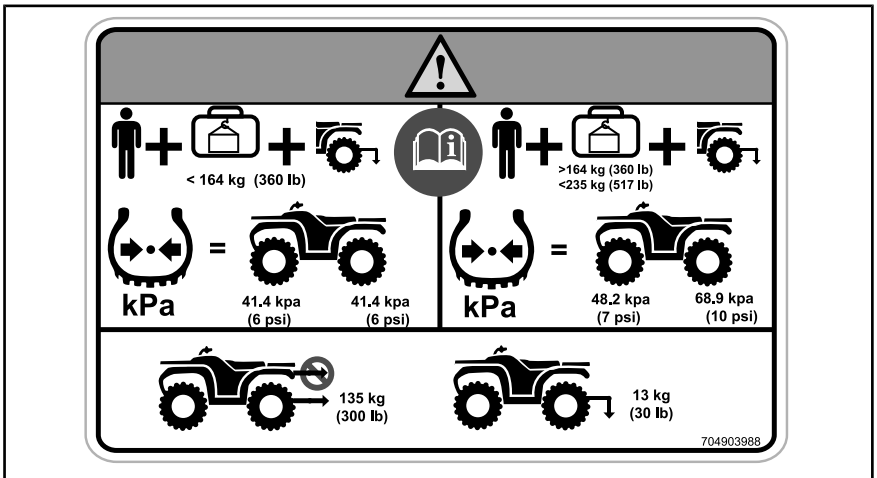 !
i
< 164 kg (360 lb)
>164 kg (360 lb)
<235 kg (517 lb)
=
kPa
41.4 kpa
(6 psi)
41.4 kpa
(6 psi)
=
kPa
48.2 kpa
(7 psi)
68.9 kpa
(10 psi)
135 kg
(300 lb)
13 kg
(30 lb)
704903988